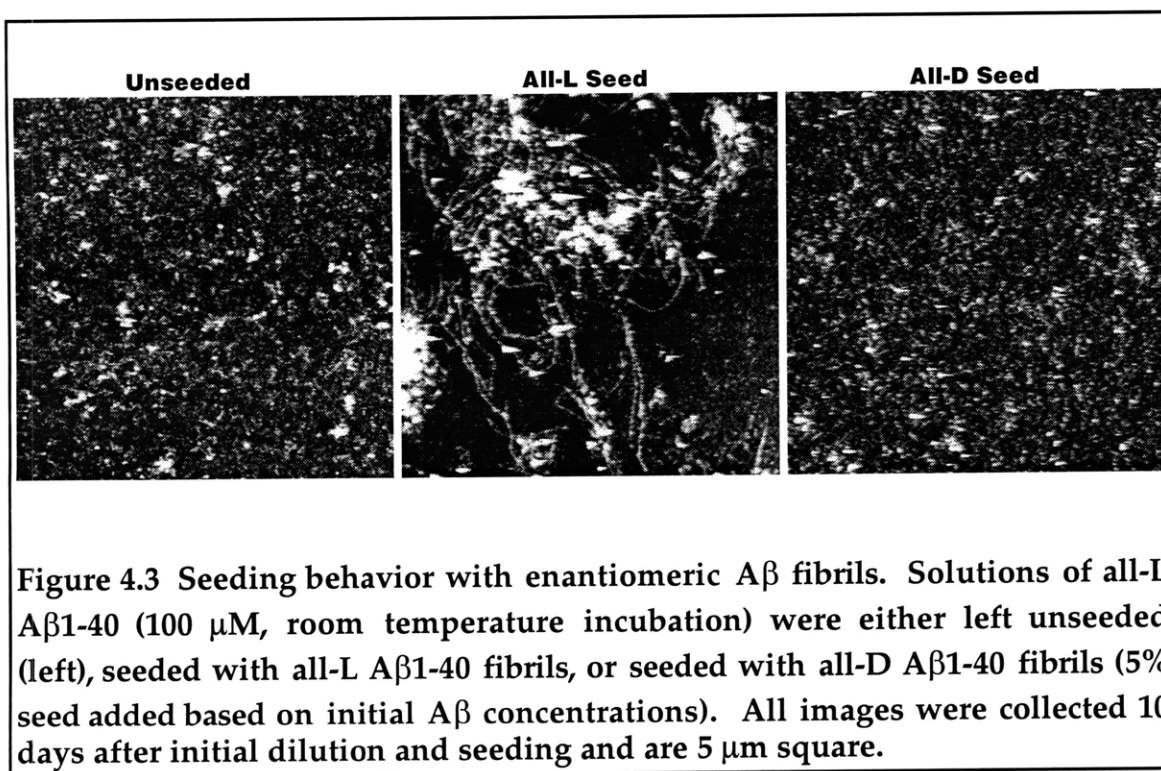 Unseeded All-L Seed All-D Seed
Figure 4.3 Seeding behavior with enantiomeric Aβ fibrils. Solutions of all-L
Aβ1-40 (100 μM, room temperature incubation) were either left unseeded
(left), seeded with all-L Aβ1-40 fibrils, or seeded with all-D Aβ1-40 fibrils (5%
seed added based on initial Aβ concentrations). All images were collected 10
days after initial dilution and seeding and are 5 μm square.